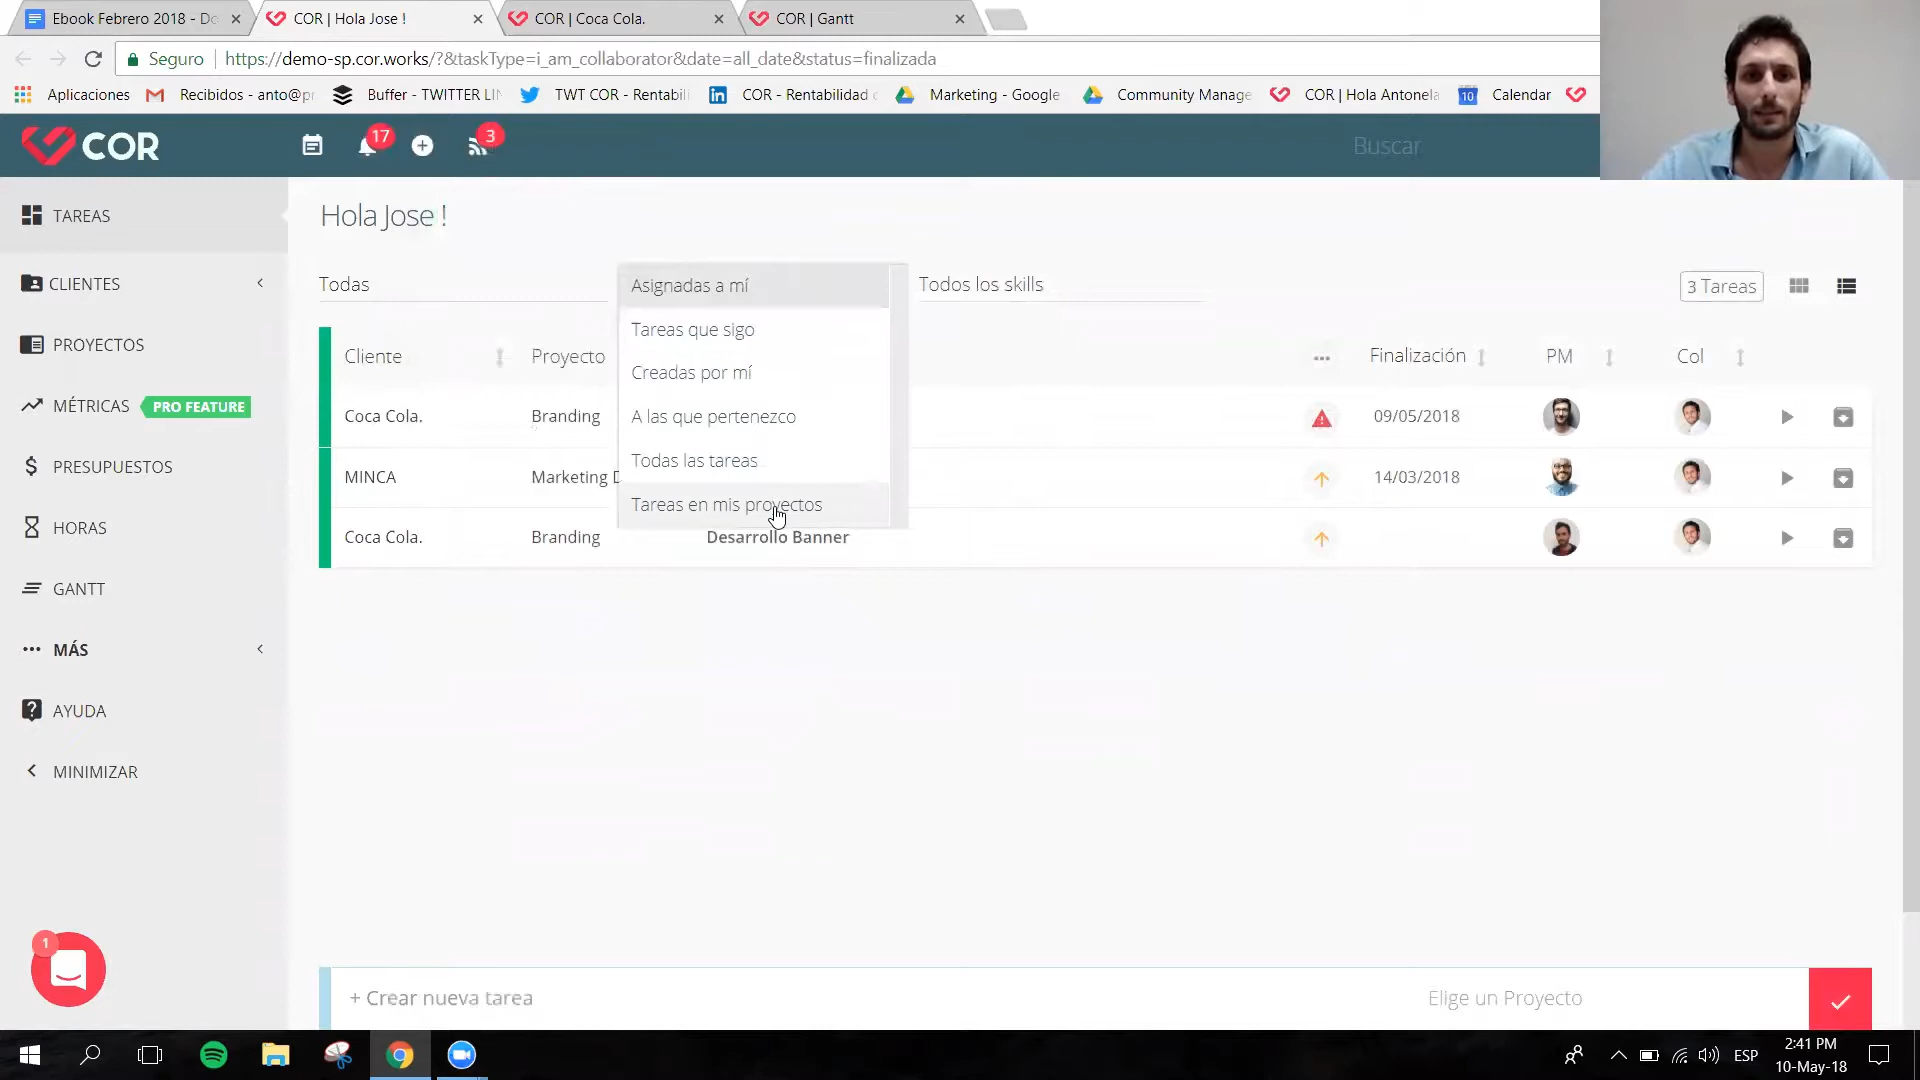 Ebook Febrero 2018 - Do
COR | Hola Jose !
COR | Coca Cola.
COR | Gantt
Seguro
https://demo-sp.cor.works/?&taskType=i_am_collaborator&date=all_date&status=finalizada
Aplicaciones
Recibidos - anto@pr
Buffer - TWITTER LIN
TWT COR - Rentabili
COR - Rentabilidad
Marketing - Google
Community Manage
COR | Hola Antonela
10
Calendar
COR
17
3
Buscar
TAREAS
CLIENTES
PROYECTOS
MÉTRICAS
PRO FEATURE
PRESUPUESTOS
HORAS
GANTT
MÁS
AYUDA
MINIMIZAR
1
Hola Jose !
Todas
Asignadas a mí
Tareas que sigo
Creadas por mí
A las que pertenezco
Todas las tareas
Tareas en mis proyectos
Todos los skills
3 Tareas
Cliente
Proyecto
Finalización
PM
Col
Coca Cola.
Branding
09/05/2018
MINCA
Marketing D
14/03/2018
Coca Cola.
Branding
Desarrollo Banner
+ Crear nueva tarea
Elige un Proyecto
ESP
2:41 PM
10-May-18